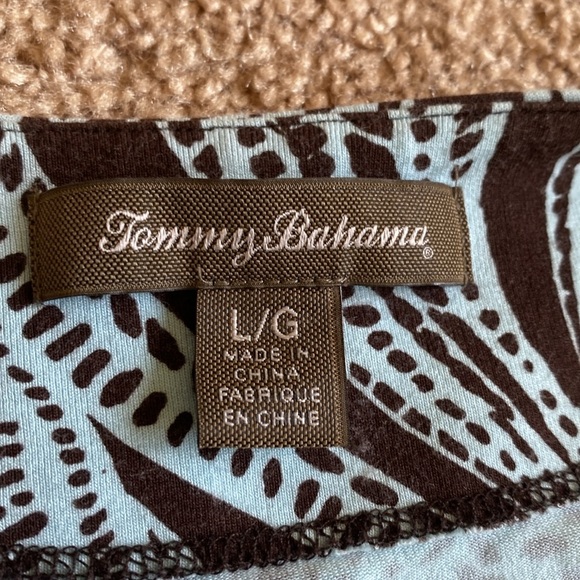 Tommy Bahama®
L/G
MADE IN
CHINA
FABRIQUE
EN CHINE